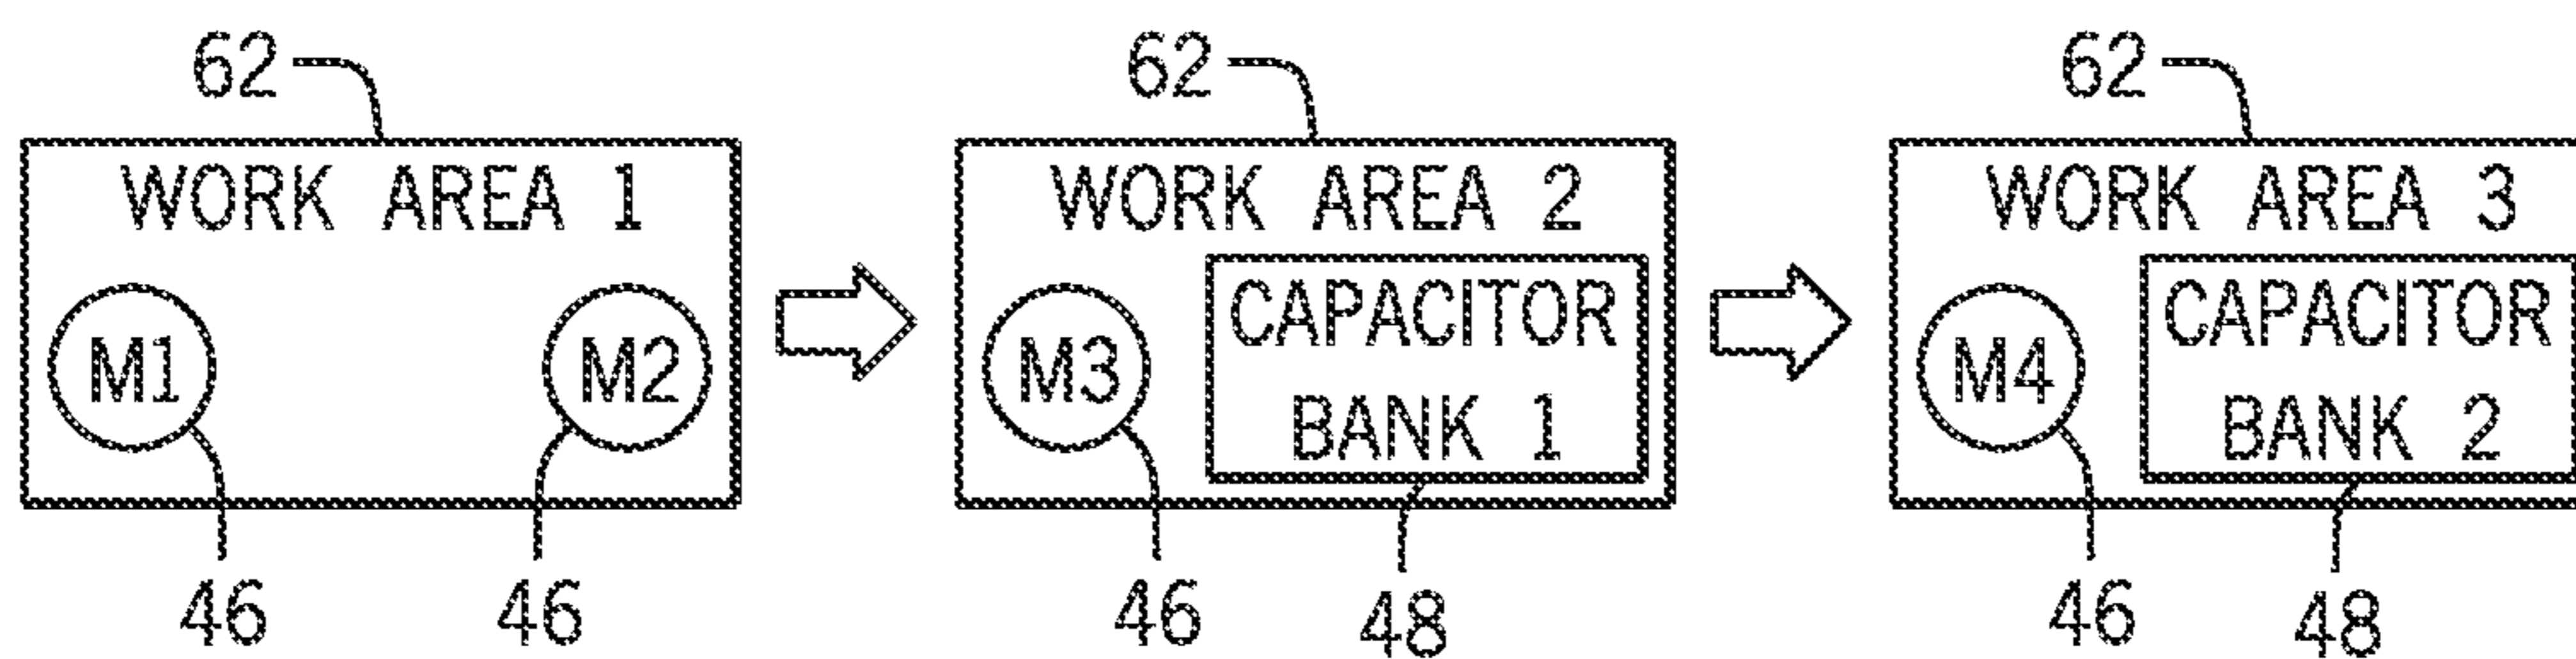 62 62 62
WORK AREA 1 WORK AREA 2 WORK AREA 3
M1 M2 M3 CAPACITOR BANK 1 M4 CAPACITOR BANK 2
46 46 46 48 46 48